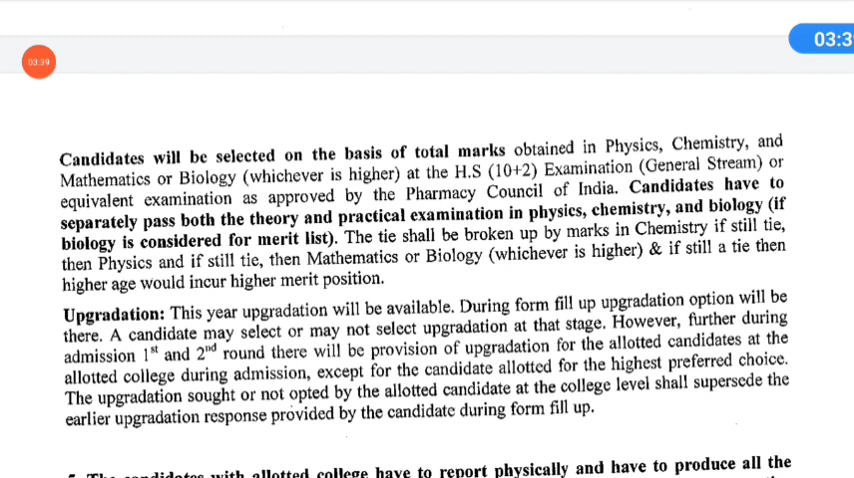 03:3
03:39
Candidates will be selected on the basis of total marks obtained in Physics, Chemistry, and
Mathematics or Biology (whichever is higher) at the H.S (10+2) Examination (General Stream) or
equivalent examination as approved by the Pharmacy Council of India. Candidates have to
separately pass both the theory and practical examination in physics, chemistry, and biology (if
biology is considered for merit list). The tie shall be broken up by marks in Chemistry if still tie,
then Physics and if still tie, then Mathematics or Biology (whichever is higher) & if still a tie then
higher age would incur higher merit position.
Upgradation: This year upgradation will be available. During form fill up upgradation option will be
there. A candidate may select or may not select upgradation at that stage. However, further during
admission 1st and 2nd round there will be provision of upgradation for the allotted candidates at the
allotted college during admission, except for the candidate allotted for the highest preferred choice.
The upgradation sought or not opted by the allotted candidate at the college level shall supersede the
earlier upgradation response provided by the candidate during form fill up.
The candidates with allotted college have to report physically and have to produce all the